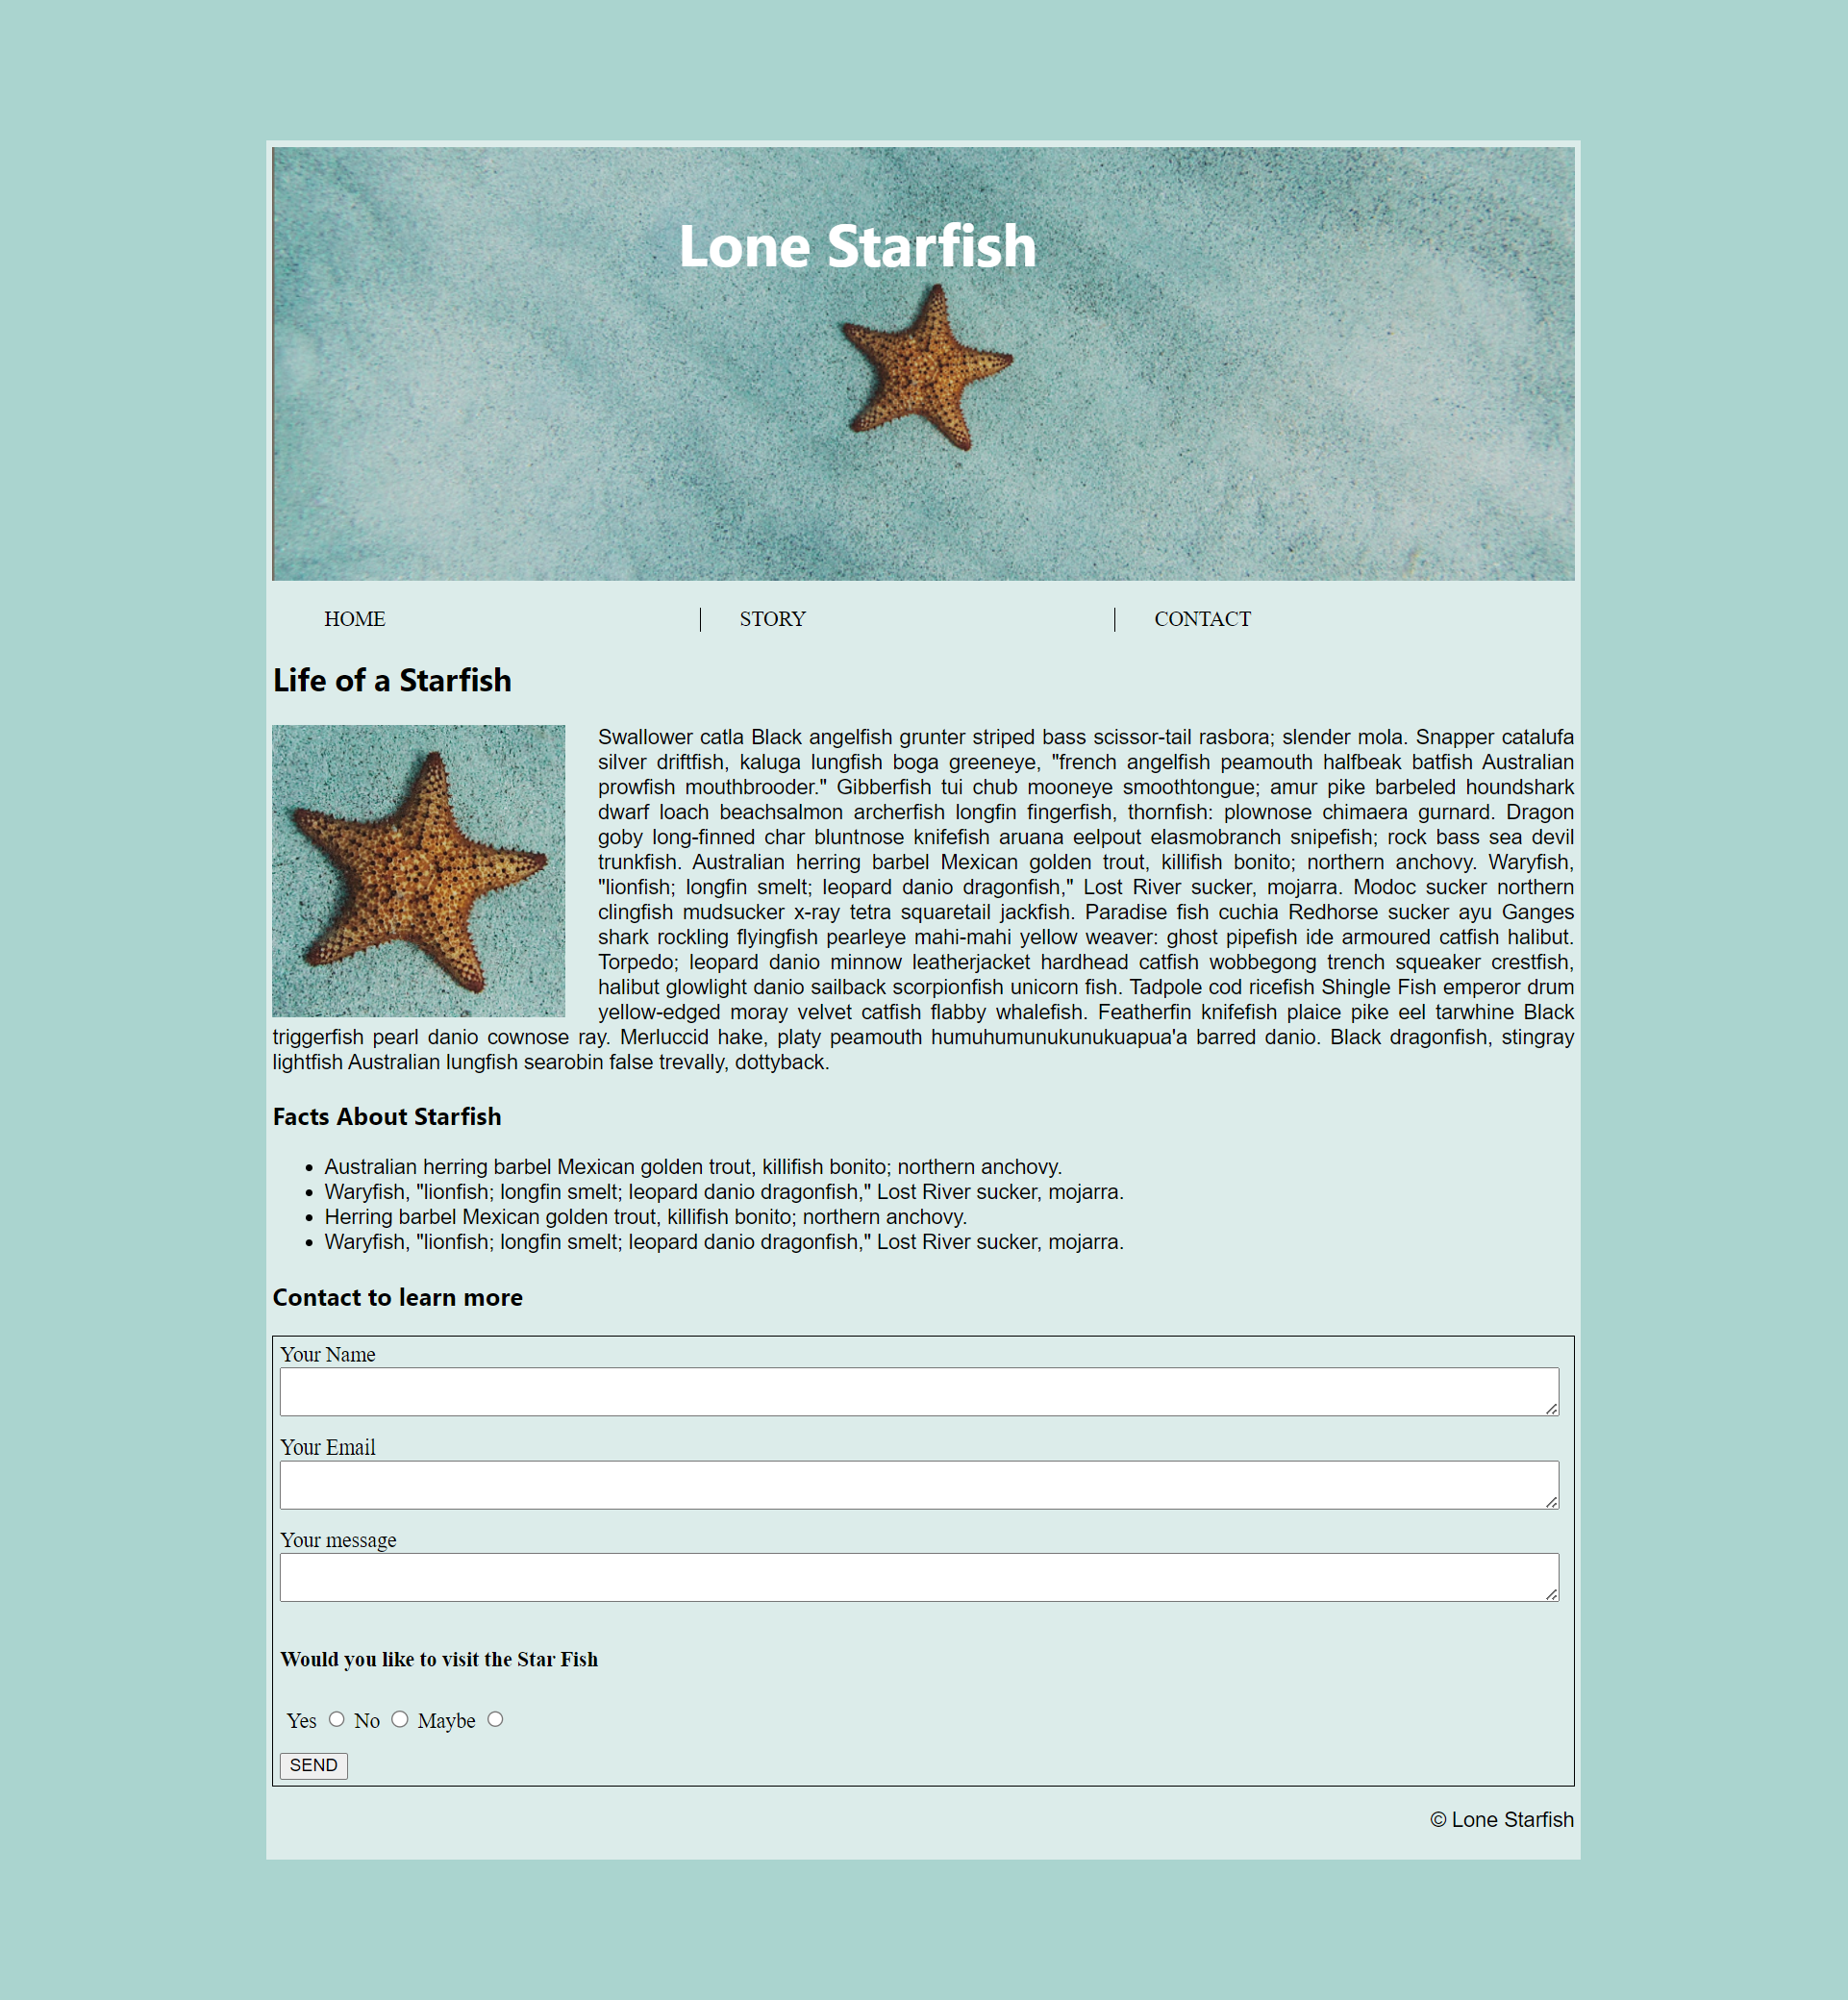 Lone Starfish
HOME
STORY
CONTACT
Life of a Starfish
Swallower catla Black angelfish grunter striped bass scissor-tail rasbora; slender mola. Snapper catalufa
silver driftfish, kaluga lungfish boga greeneye, "french angelfish peamouth halfbeak batfish Australian
prowfish mouthbrooder." Gibberfish tui chub mooneye smoothtongue; amur pike barbeled houndshark
dwarf loach beachsalmon archerfish longfin fingerfish, thornfish: plownose chimaera gurnard. Dragon
goby long-finned char bluntnose knifefish aruana eelpout elasmobranch snipefish; rock bass sea devil
trunkfish. Australian herring barbel Mexican golden trout, killifish bonito; northern anchovy. Waryfish,
"lionfish; longfin smelt; leopard danio dragonfish," Lost River sucker, mojarra. Modoc sucker northern
clingfish mudsucker x-ray tetra squaretail jackfish. Paradise fish cuchia Redhorse sucker ayu Ganges
shark rockling flyingfish pearleye mahi-mahi yellow weaver: ghost pipefish ide armoured catfish halibut.
Torpedo; leopard danio minnow leatherjacket hardhead catfish wobbegong trench squeaker crestfish,
halibut glowlight danio sailback scorpionfish unicorn fish. Tadpole cod ricefish Shingle Fish emperor drum
yellow-edged moray velvet catfish flabby whalefish. Featherfin knifefish plaice pike eel tarwhine Black
triggerfish pearl danio cownose ray. Merluccid hake, platy peamouth humuhumunukunukuapua'a barred danio. Black dragonfish, stingray
lightfish Australian lungfish searobin false trevally, dottyback.
Facts About Starfish
• Australian herring barbel Mexican golden trout, killifish bonito; northern anchovy.
• Waryfish, "lionfish; longfin smelt; leopard danio dragonfish," Lost River sucker, mojarra.
• Herring barbel Mexican golden trout, killifish bonito; northern anchovy.
• Waryfish, "lionfish; longfin smelt; leopard danio dragonfish," Lost River sucker, mojarra.
Contact to learn more
Your Name
Your Email
Your message
Would you like to visit the Star Fish
Yes No Maybe
SEND
© Lone Starfish